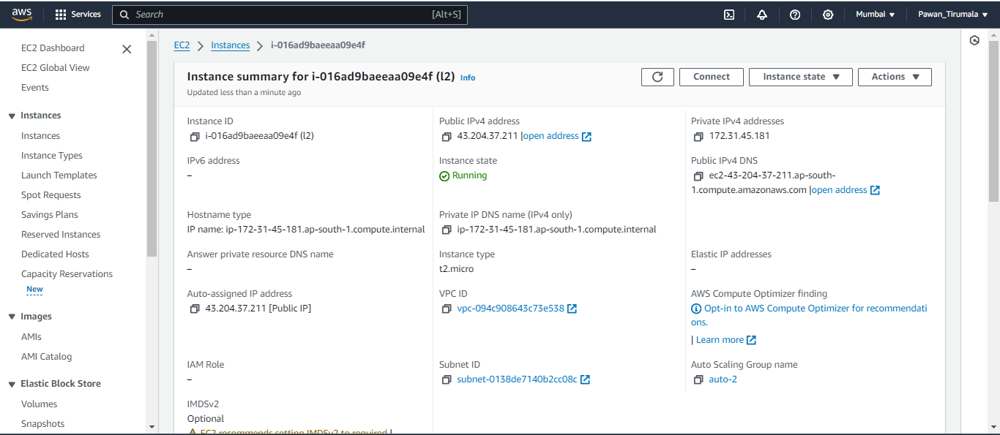 aws
Services
Search
[Alt+S]
Mumbai
Pawan_Tirumala
EC2 Dashboard
EC2 Global View
Events
Instances
Instances
Instance Types
Launch Templates
Spot Requests
Savings Plans
Reserved Instances
Dedicated Hosts
Capacity Reservations
New
Images
AMIs
AMI Catalog
Elastic Block Store
Volumes
Snapshots
EC2 > Instances > i-016ad9baeeaa09e4f
Instance summary for i-016ad9baeeaa09e4f (l2) Info
Updated less than a minute ago
Connect
Instance state
Actions
Instance ID
i-016ad9baeeaa09e4f (l2)
Public IPv4 address
43.204.37.211 |open address
Private IPv4 addresses
172.31.45.181
IPv6 address
–
Instance state
Running
Public IPv4 DNS
ec2-43-204-37-211.ap-south-
1.compute.amazonaws.com |open address
Hostname type
IP name: ip-172-31-45-181.ap-south-1.compute.internal
Private IP DNS name (IPv4 only)
ip-172-31-45-181.ap-south-1.compute.internal
Answer private resource DNS name
–
Instance type
t2.micro
Elastic IP addresses
–
Auto-assigned IP address
43.204.37.211 [Public IP]
VPC ID
vpc-094c908643c73e538
AWS Compute Optimizer finding
Opt-in to AWS Compute Optimizer for recommendati
ons.
| Learn more
IAM Role
–
Subnet ID
subnet-0138de7140b2cc08c
Auto Scaling Group name
auto-2
IMDSv2
Optional
EC2 recommends setting IMDSv2 to required |